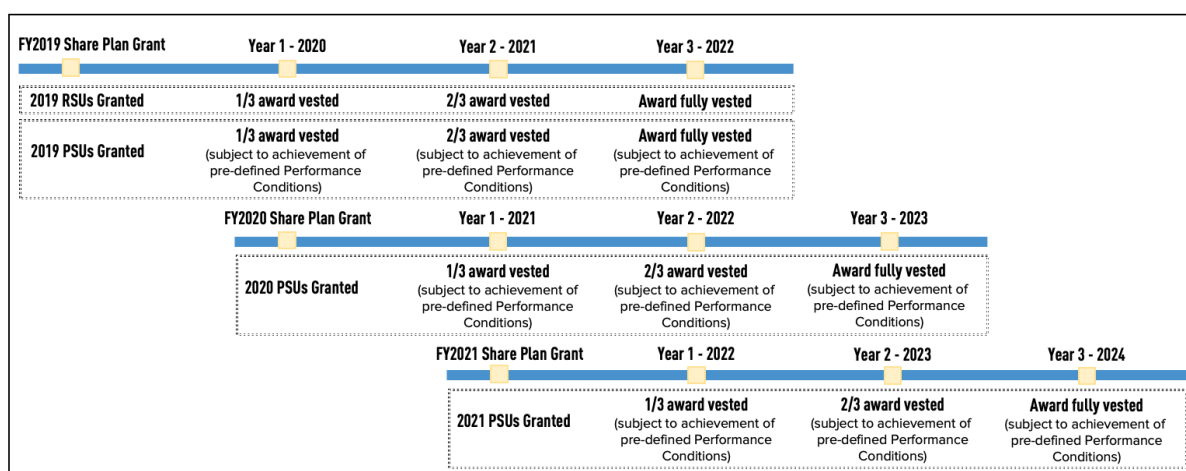 FY2019 Share Plan Grant Year 1 - 2020 Year 2 - 2021 Year 3 - 2022
2019 RSUs Granted 1/3 award vested 2/3 award vested Award fully vested
1/3 award vested 2/3 award vested Award fully vested
2019 PSUs Granted (subject to achievement of (subject to achievement of (subject to achievement of
pre-defined Performance pre-defined Performance pre-defined Performance
Conditions) Conditions) Conditions)
FY2020 Share Plan Grant Year 1 - 2021 Year 2 - 2022 Year 3 - 2023
1/3 award vested 2/3 award vested Award fully vested
2020 PSUs Granted (subject to achievement of (subject to achievement of (subject to achievement of
pre-defined Performance pre-defined Performance pre-defined Performance
Conditions) Conditions) Conditions)
FY2021 Share Plan Grant Year 1 - 2022 Year 2 - 2023 Year 3 - 2024
1/3 award vested 2/3 award vested Award fully vested
2021 PSUs Granted (subject to achievement of (subject to achievement of (subject to achievement of
pre-defined Performance pre-defined Performance pre-defined Performance
Conditions) Conditions) Conditions)